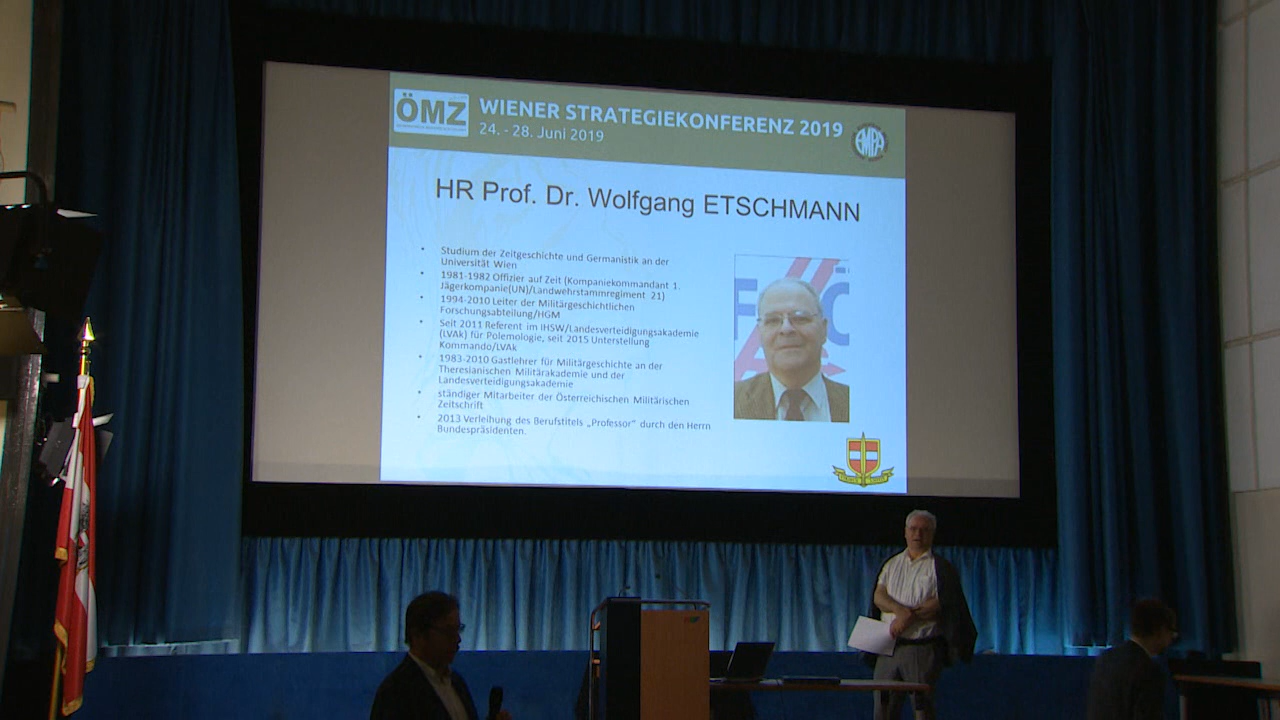 ÖMZ
WIENER STRATEGIEKONFERENZ 2019
24. - 28. Juni 2019
EMPA
HR Prof. Dr. Wolfgang ETSCHMANN
• Studium der Zeitgeschichte und Germanistik an der
Universität Wien
• 1981-1982 Offizier auf Zeit (Kompaniekommandant 1.
Jägerkompanie(UN)/Landwehrstammregiment 21)
• 1994-2010 Leiter der Militärgeschichtlichen
Forschungsabteilung/HGM
• Seit 2011 Referent im IHSW/Landesverteidigungsakademie
(LVAk) für Polemologie, seit 2015 Unterstellung
Kommando/LVAk
• 1983-2010 Gastlehrer für Militärgeschichte an der
Theresianischen Militärakademie und der
Landesverteidigungsakademie
• ständiger Mitarbeiter der Österreichischen Militärischen
Zeitschrift
• 2013 Verleihung des Berufstitels „Professor" durch den Herrn
Bundespräsidenten.